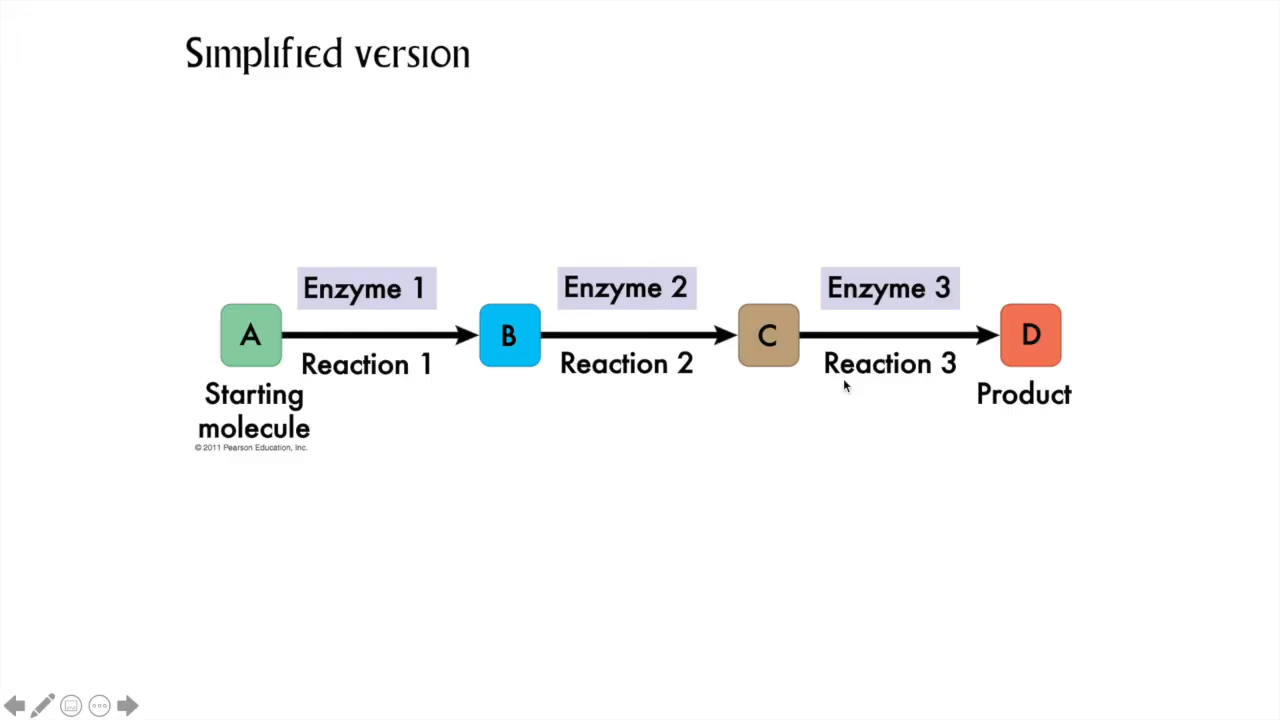 Simplified version
Enzyme 1
Enzyme 2
Enzyme 3
A
B
C
D
Reaction 1
Reaction 2
Reaction 3
Starting
molecule
Product
© 2011 Pearson Education, Inc.